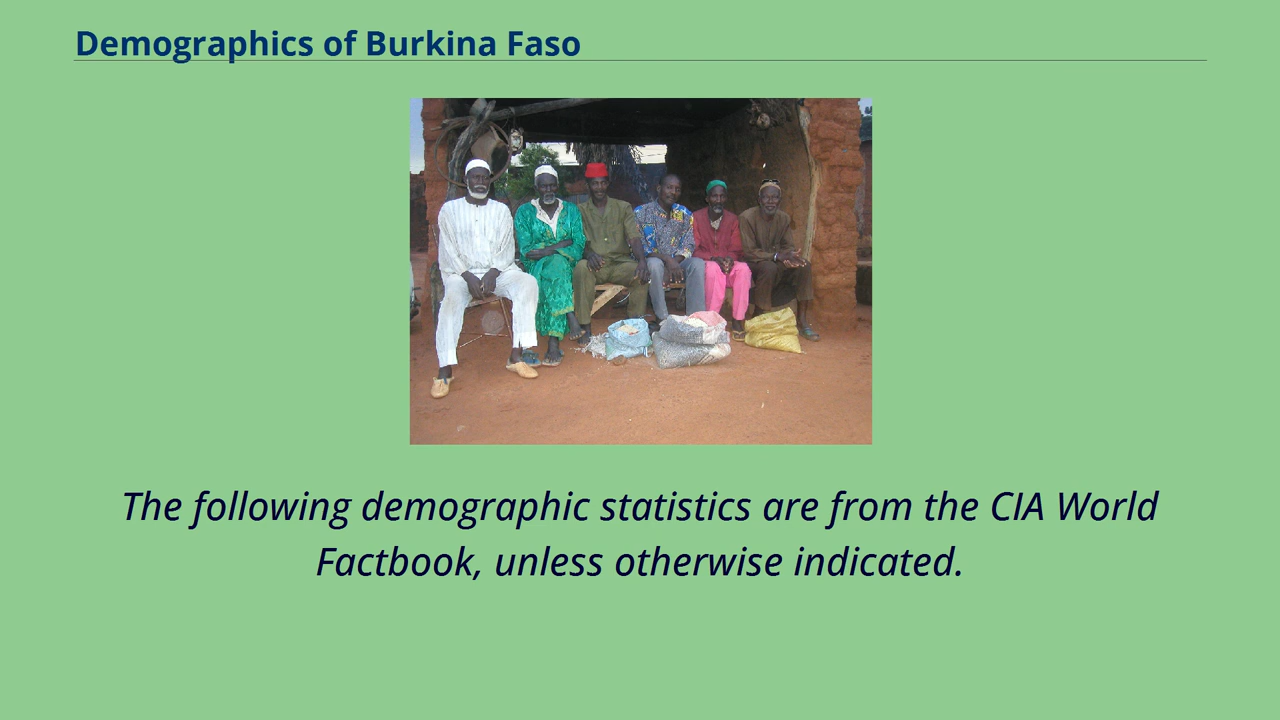 Demographics of Burkina Faso
The following demographic statistics are from the CIA World
Factbook, unless otherwise indicated.